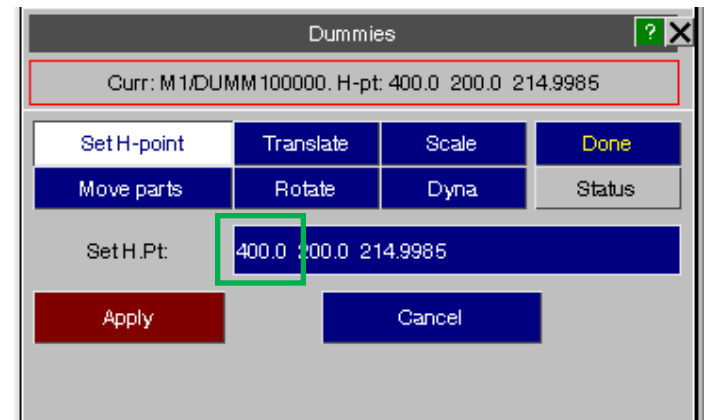 Dummies ? X
Curr: M1/DUMM100000. H-pt: 400.0 200.0 214.9985
Set H-point Translate Scale Done
Move parts Rotate Dyna Status
Set H.Pt: 400.0 200.0 214.9985
Apply Cancel